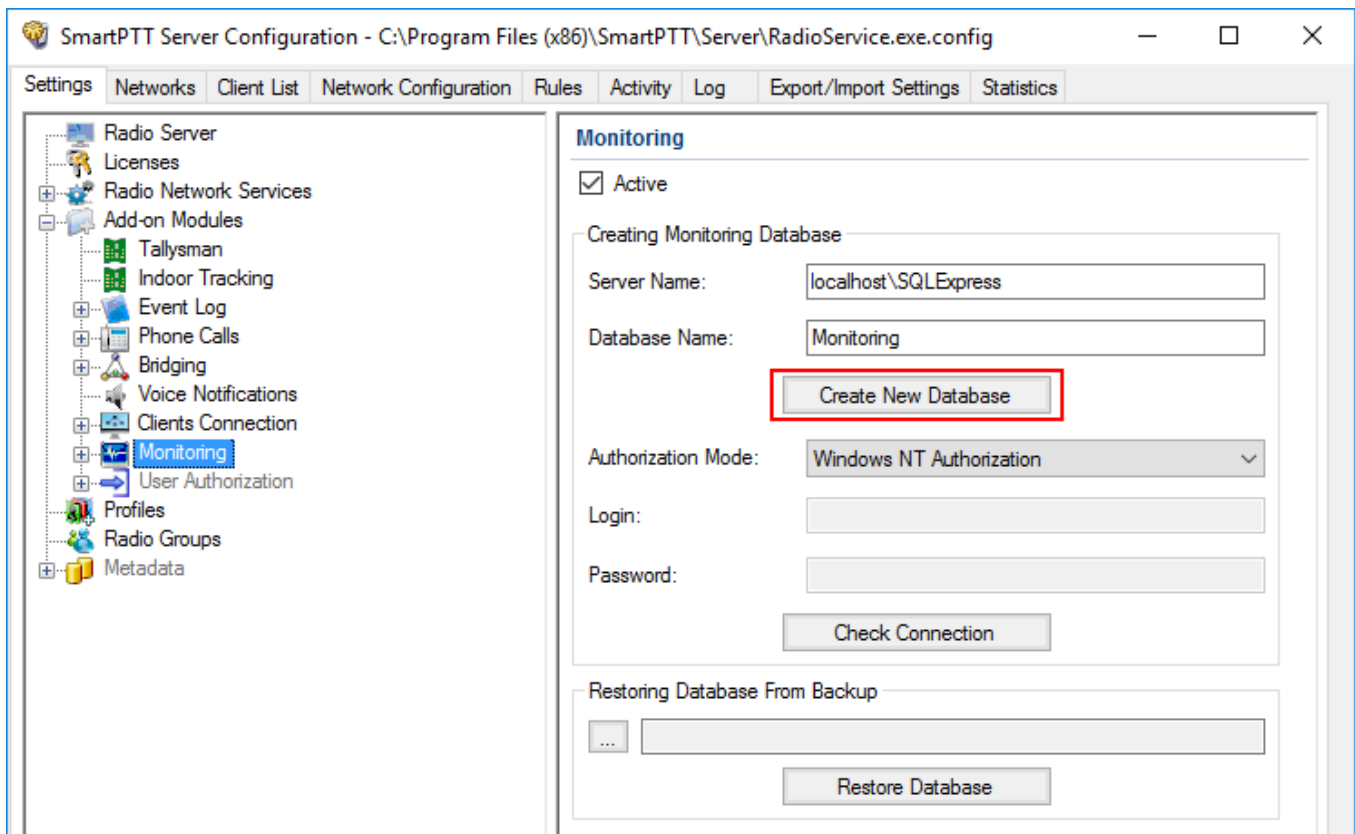 SmartPTT Server Configuration - C:\Program Files (x86)\SmartPTT\Server\RadioService.exe.config
Settings Networks Client List Network Configuration Rules Activity Log Export/Import Settings Statistics
Radio Server
Licenses
Radio Network Services
Add-on Modules
Tallysman
Indoor Tracking
Event Log
Phone Calls
Bridging
Voice Notifications
Clients Connection
Monitoring
User Authorization
Profiles
Radio Groups
Metadata
Monitoring
Active
Creating Monitoring Database
Server Name: localhost\SQLExpress
Database Name: Monitoring
Create New Database
Authorization Mode: Windows NT Authorization
Login:
Password:
Check Connection
Restoring Database From Backup
...
Restore Database